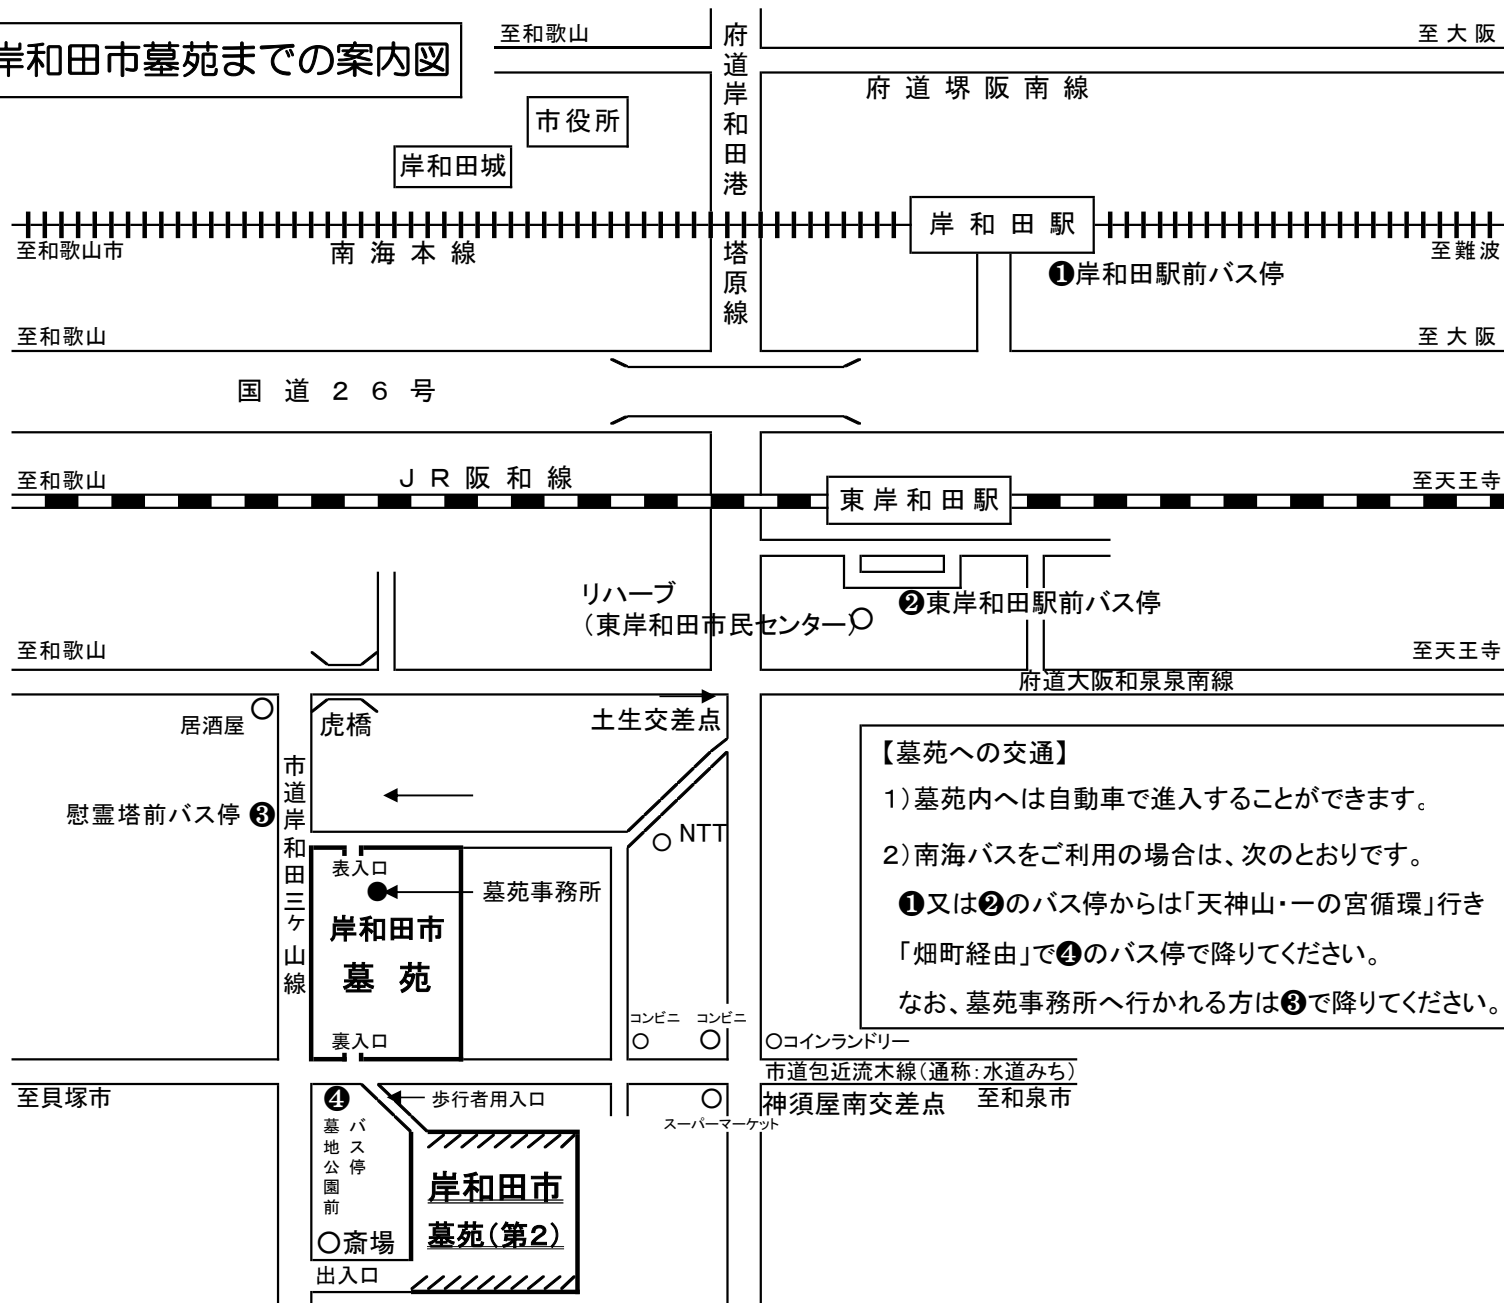 岸和田市墓苑までの案内図
至和歌山
府道岸和田港塔原線
至大阪
府道堺阪南線
市役所
岸和田城
岸和田駅
至和歌山市
南海本線
至難波
❶岸和田駅前バス停
至和歌山
至大阪
国道２６号
至和歌山
ＪＲ阪和線
東岸和田駅
至天王寺
リハーブ
（東岸和田市民センター）
❷東岸和田駅前バス停
至和歌山
至天王寺
府道大阪和泉泉南線
居酒屋
虎橋
土生交差点
市道岸和田三ケ山線
慰霊塔前バス停❸
NTT
表入口
墓苑事務所
岸和田市
墓苑
裏入口
【墓苑への交通】
１）墓苑内へは自動車で進入することができます。
２）南海バスをご利用の場合は、次のとおりです。
❶又は❷のバス停からは「天神山・一の宮循環」行き
「畑町経由」で❹のバス停で降りてください。
なお、墓苑事務所へ行かれる方は❸で降りてください。
コンビニ
コンビニ
コインランドリー
市道包近流木線（通称：水道みち）
至貝塚市
❹
歩行者用入口
神須屋南交差点
至和泉市
スーパーマーケット
バス停
墓地公園前
岸和田市
墓苑（第２）
斎場
出入口